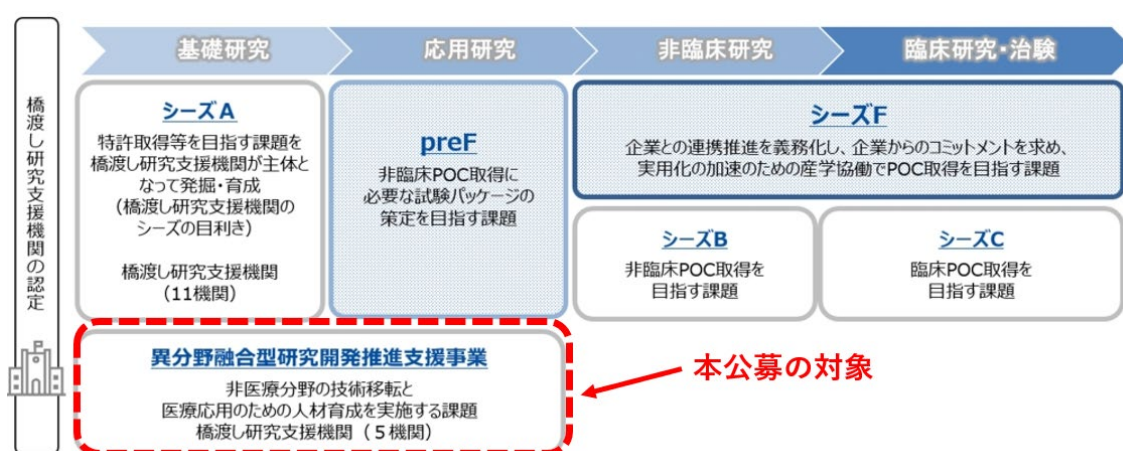 橋渡し研究支援機関の認定
基礎研究
応用研究
非臨床研究
臨床研究・治験
シーズA
特許取得等を目指す課題を
橋渡し研究支援機関が主体と
なって発掘・育成
(橋渡し研究支援機関の
シーズの目利き)
橋渡し研究支援機関
(11機関)
preF
非臨床POC取得に
必要な試験パッケージの
策定を目指す課題
シーズF
企業との連携推進を義務化し、企業からのコミットメントを求め、
実用化の加速のための産学協働でPOC取得を目指す課題
シーズB
非臨床POC取得を
目指す課題
シーズC
臨床POC取得を
目指す課題
異分野融合型研究開発推進支援事業
非医療分野の技術移転と
医療応用のための人材育成を実施する課題
橋渡し研究支援機関(5機関)
本公募の対象